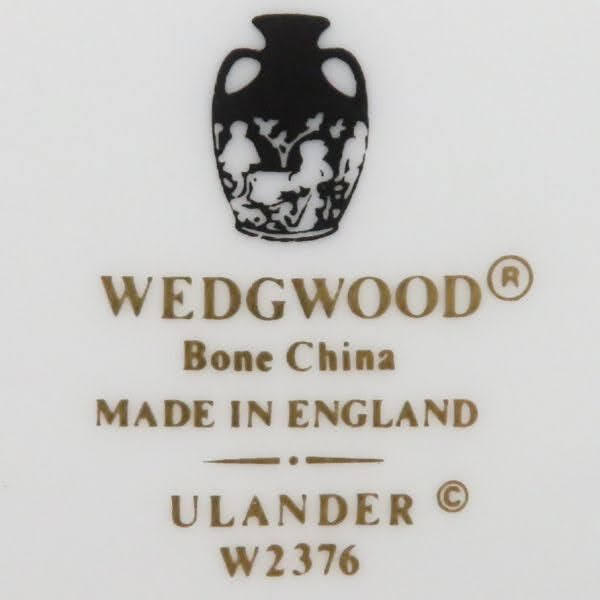 WEDGWOOD®
Bone China
MADE IN ENGLAND
ULANDER ©
W2376